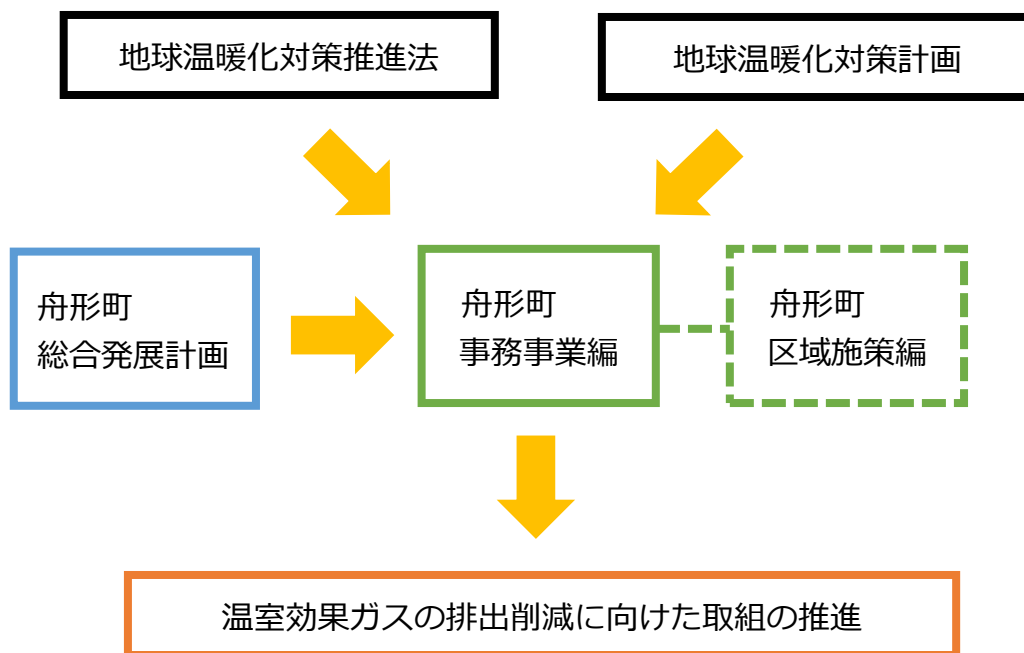 地球温暖化対策推進法
地球温暖化対策計画
舟形町
総合発展計画
舟形町
事務事業編
舟形町
区域施策編
温室効果ガスの排出削減に向けた取組の推進